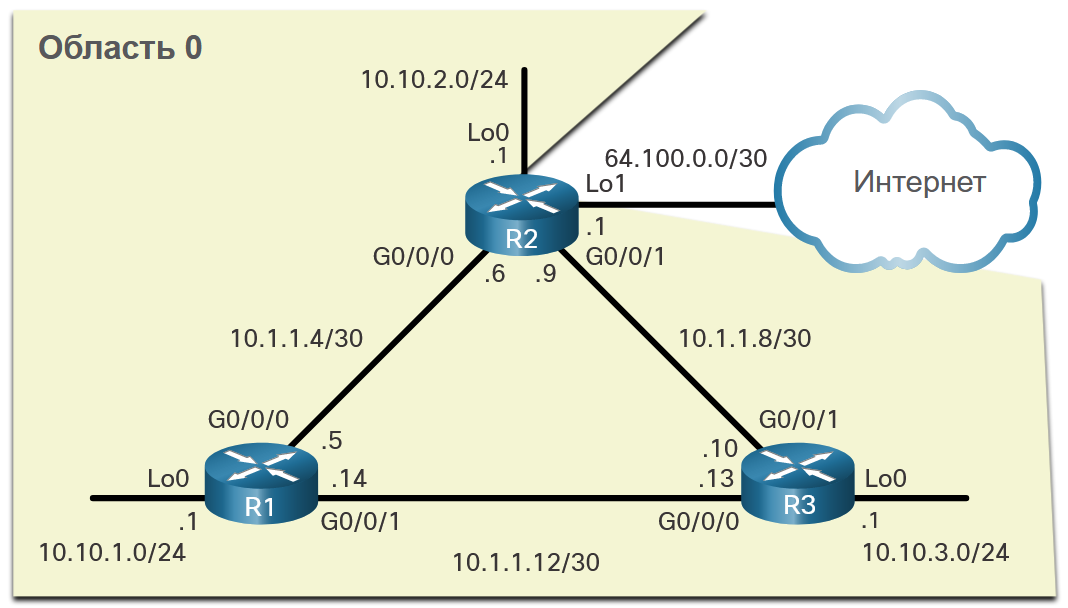 Область 0
10.10.2.0/24
Lo0
.1
64.100.0.0/30
Lo1
Интернет
.1
R2
G0/0/0
G0/0/1
.6
.9
10.1.1.4/30
10.1.1.8/30
G0/0/0
G0/0/1
.5
.10
Lo0
.14
.13
Lo0
R1
R3
.1
G0/0/1
G0/0/0
.1
10.10.1.0/24
10.1.1.12/30
10.10.3.0/24